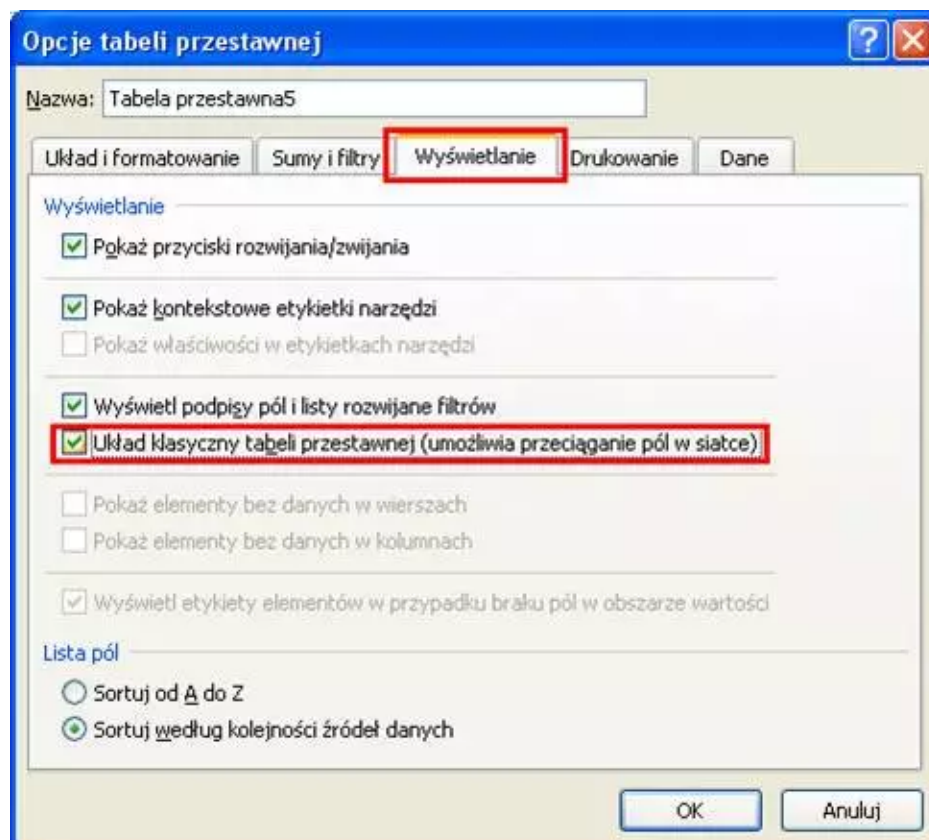 Opcje tabeli przestawnej
Nazwa: Tabela przestawna5
Układ i formatowanie Sumy i filtry Wyświetlanie Drukowanie Dane
Wyświetlanie
Pokaż przyciski rozwijania/zwijania
Pokaż kontekstowe etykietki narzędzi
Pokaż właściwości w etykietkach narzędzi
Wyświetl podpisy pól i listy rozwijane filtrów
Układ klasyczny tabeli przestawnej (umożliwia przeciąganie pól w siatce)
Pokaż elementy bez danych w wierszach
Pokaż elementy bez danych w kolumnach
Wyświetl etykiety elementów w przypadku braku pól w obszarze wartości
Lista pól
Sortuj od A do Z
Sortuj według kolejności źródeł danych
OK Anuluj